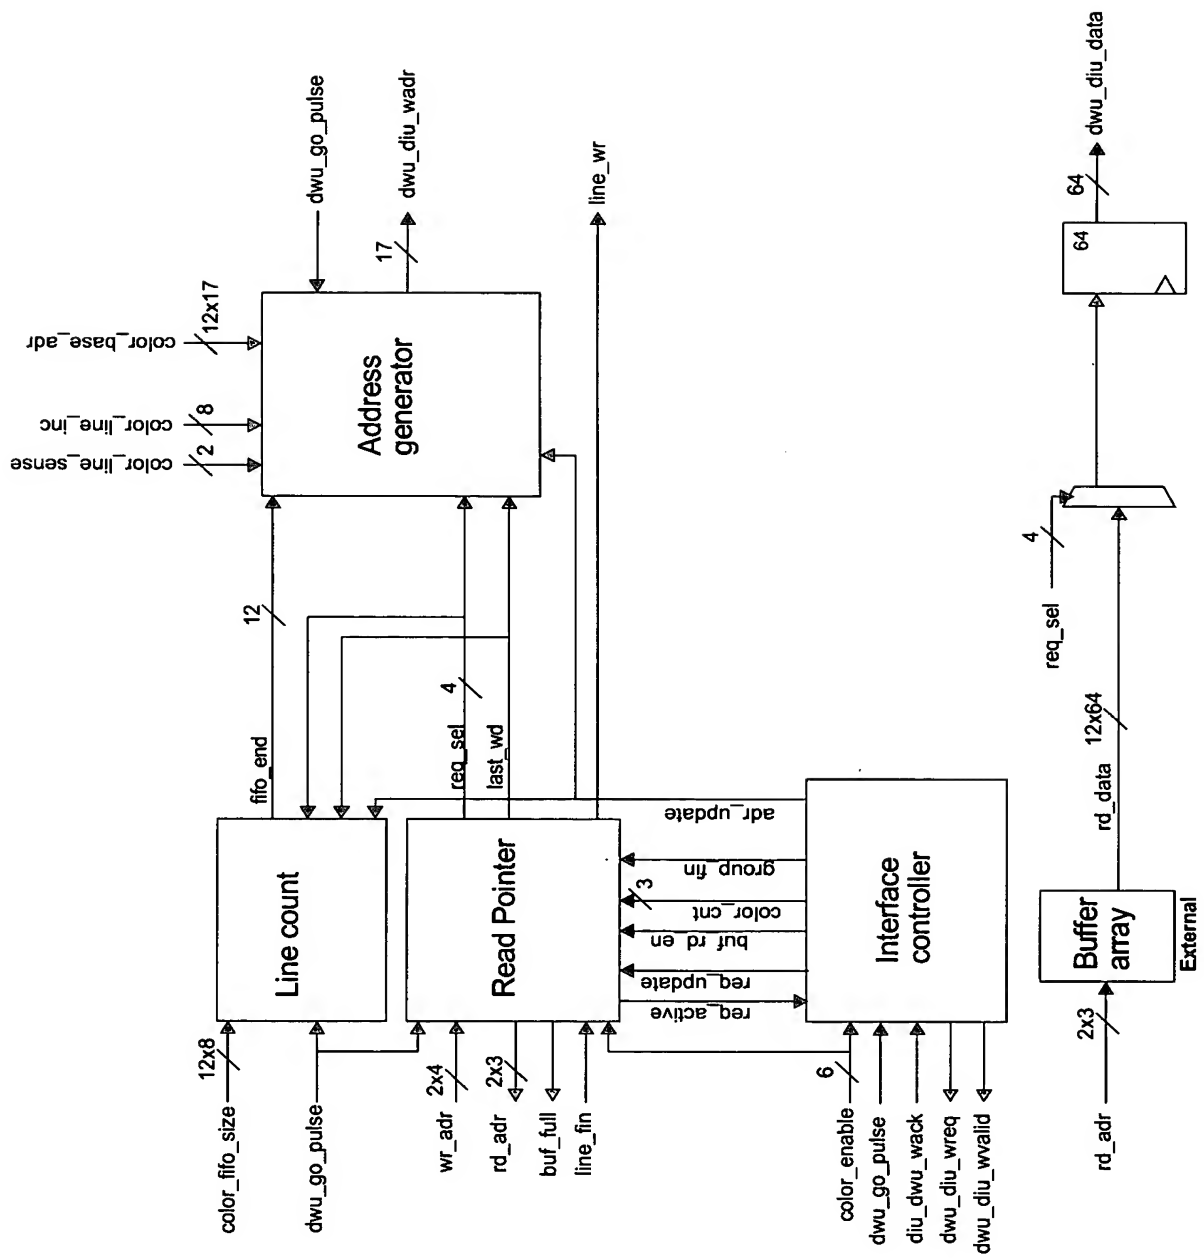 color_fifo_size
12x8
dwu_go_pulse
Line count
fifo_end
12
color_line_sense
2
color_line_inc
8
color_base_adr
12x17
Address
generator
dwu_go_pulse
17
dwu_diu_wadr
wr_adr
2x4
rd_adr
2x3
buf_full
line_fin
Read Pointer
req_sel
4
last_wd
line_wr
req_active
req_update
buf_rd_en
color_cnt
3
group_fin
adr_update
color_enable
6
dwu_go_pulse
diu_dwu_wack
dwu_diu_wreq
dwu_diu_wvalid
Interface
controller
rd_adr
2x3
Buffer
array
External
rd_data
12x64
req_sel
4
64
64
dwu_diu_data